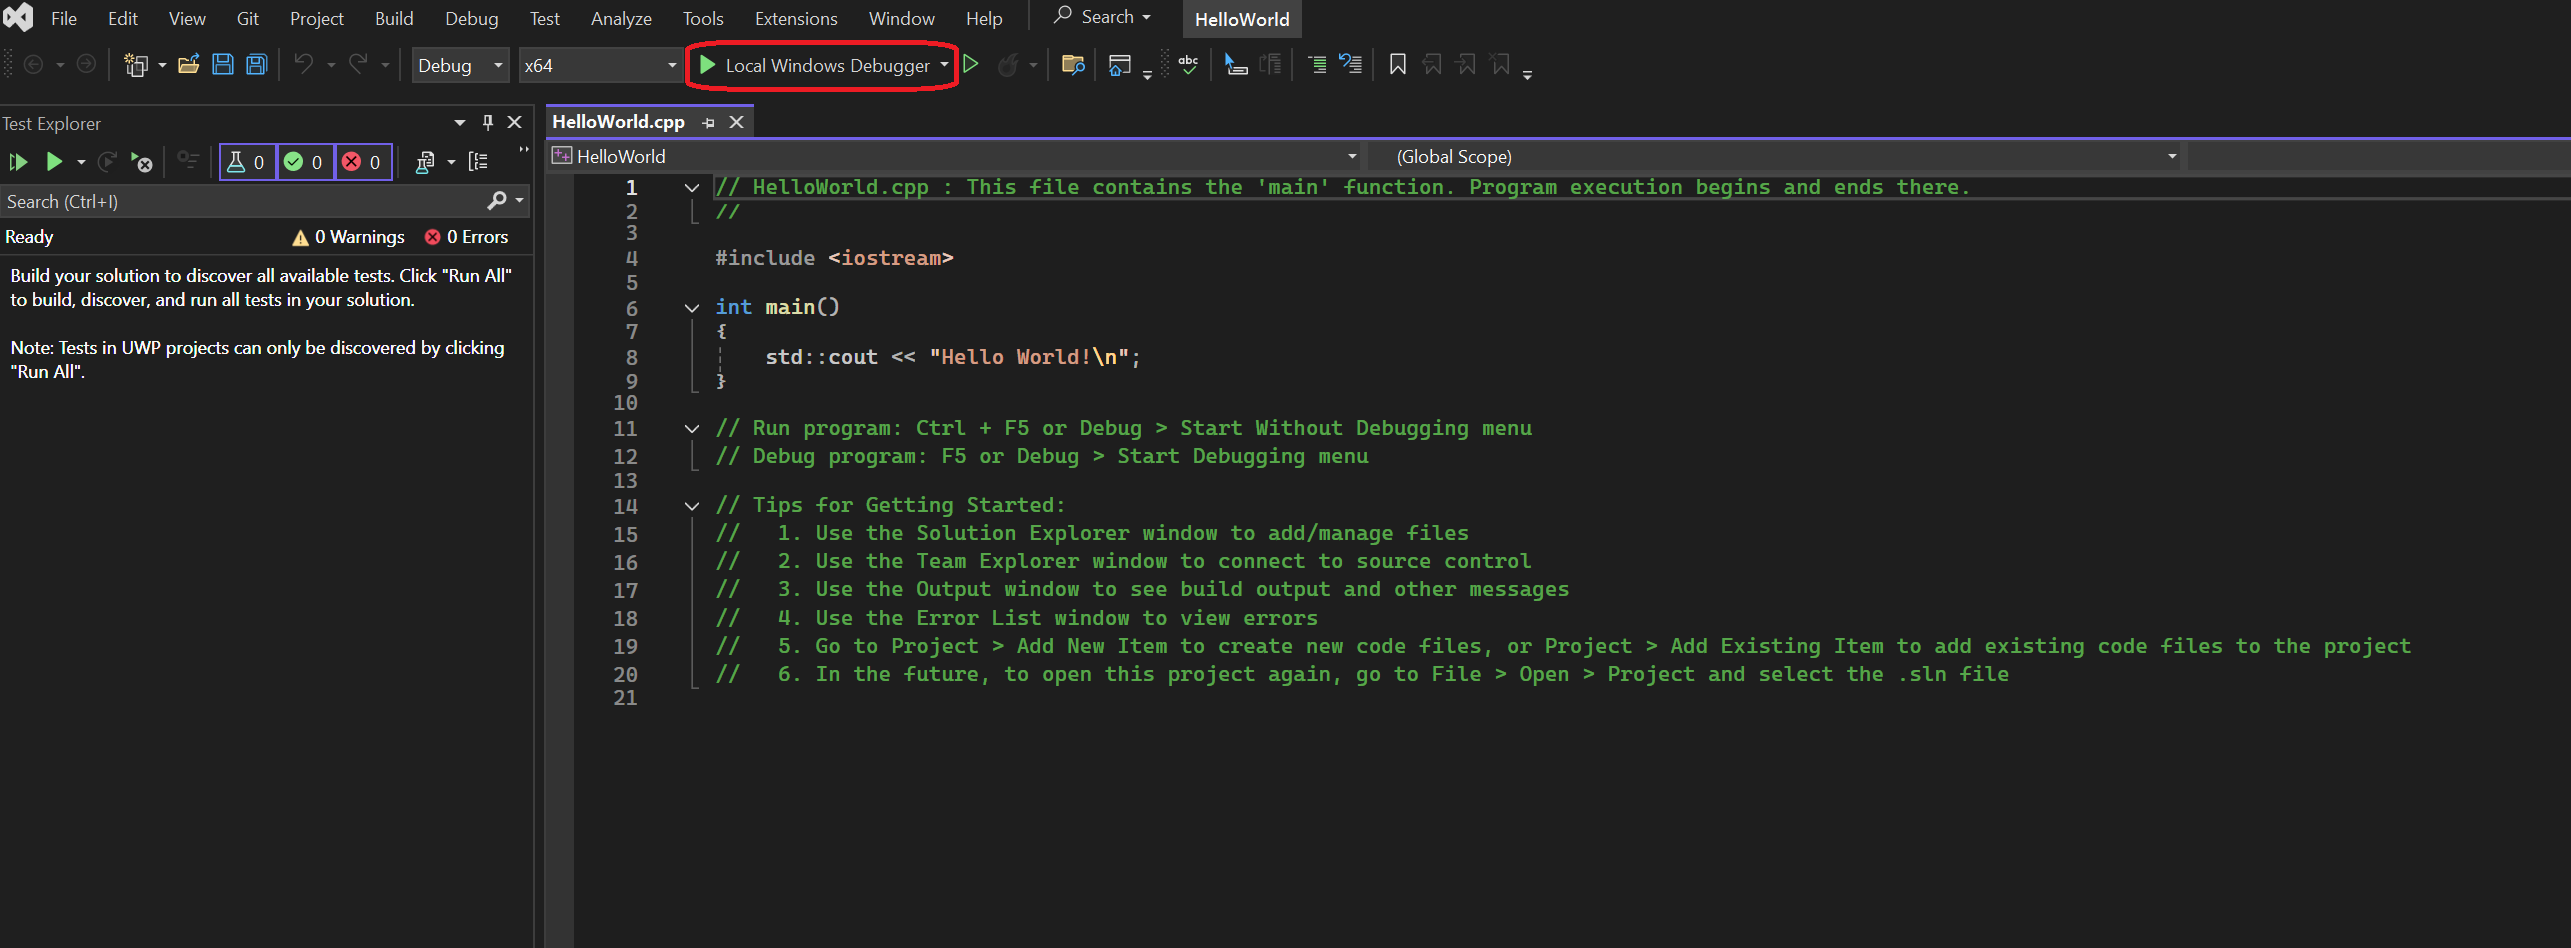 File Edit View Git Project Build Debug Test Analyze Tools Extensions Window Help Search HelloWorld
Debug x64 Local Windows Debugger abc
Test Explorer
0 0 0
Search (Ctrl+I)
Ready 0 Warnings 0 Errors
Build your solution to discover all available tests. Click "Run All"
to build, discover, and run all tests in your solution.
Note: Tests in UWP projects can only be discovered by clicking
"Run All".
HelloWorld.cpp
HelloWorld (Global Scope)
1 // HelloWorld.cpp : This file contains the 'main' function. Program execution begins and ends there.
2 //
3
4 #include <iostream>
5
6 int main()
7 {
8 std::cout << "Hello World!\n";
9 }
10
11 // Run program: Ctrl + F5 or Debug > Start Without Debugging menu
12 // Debug program: F5 or Debug > Start Debugging menu
13
14 // Tips for Getting Started:
15 // 1. Use the Solution Explorer window to add/manage files
16 // 2. Use the Team Explorer window to connect to source control
17 // 3. Use the Output window to see build output and other messages
18 // 4. Use the Error List window to view errors
19 // 5. Go to Project > Add New Item to create new code files, or Project > Add Existing Item to add existing code files to the project
20 // 6. In the future, to open this project again, go to File > Open > Project and select the .sln file
21